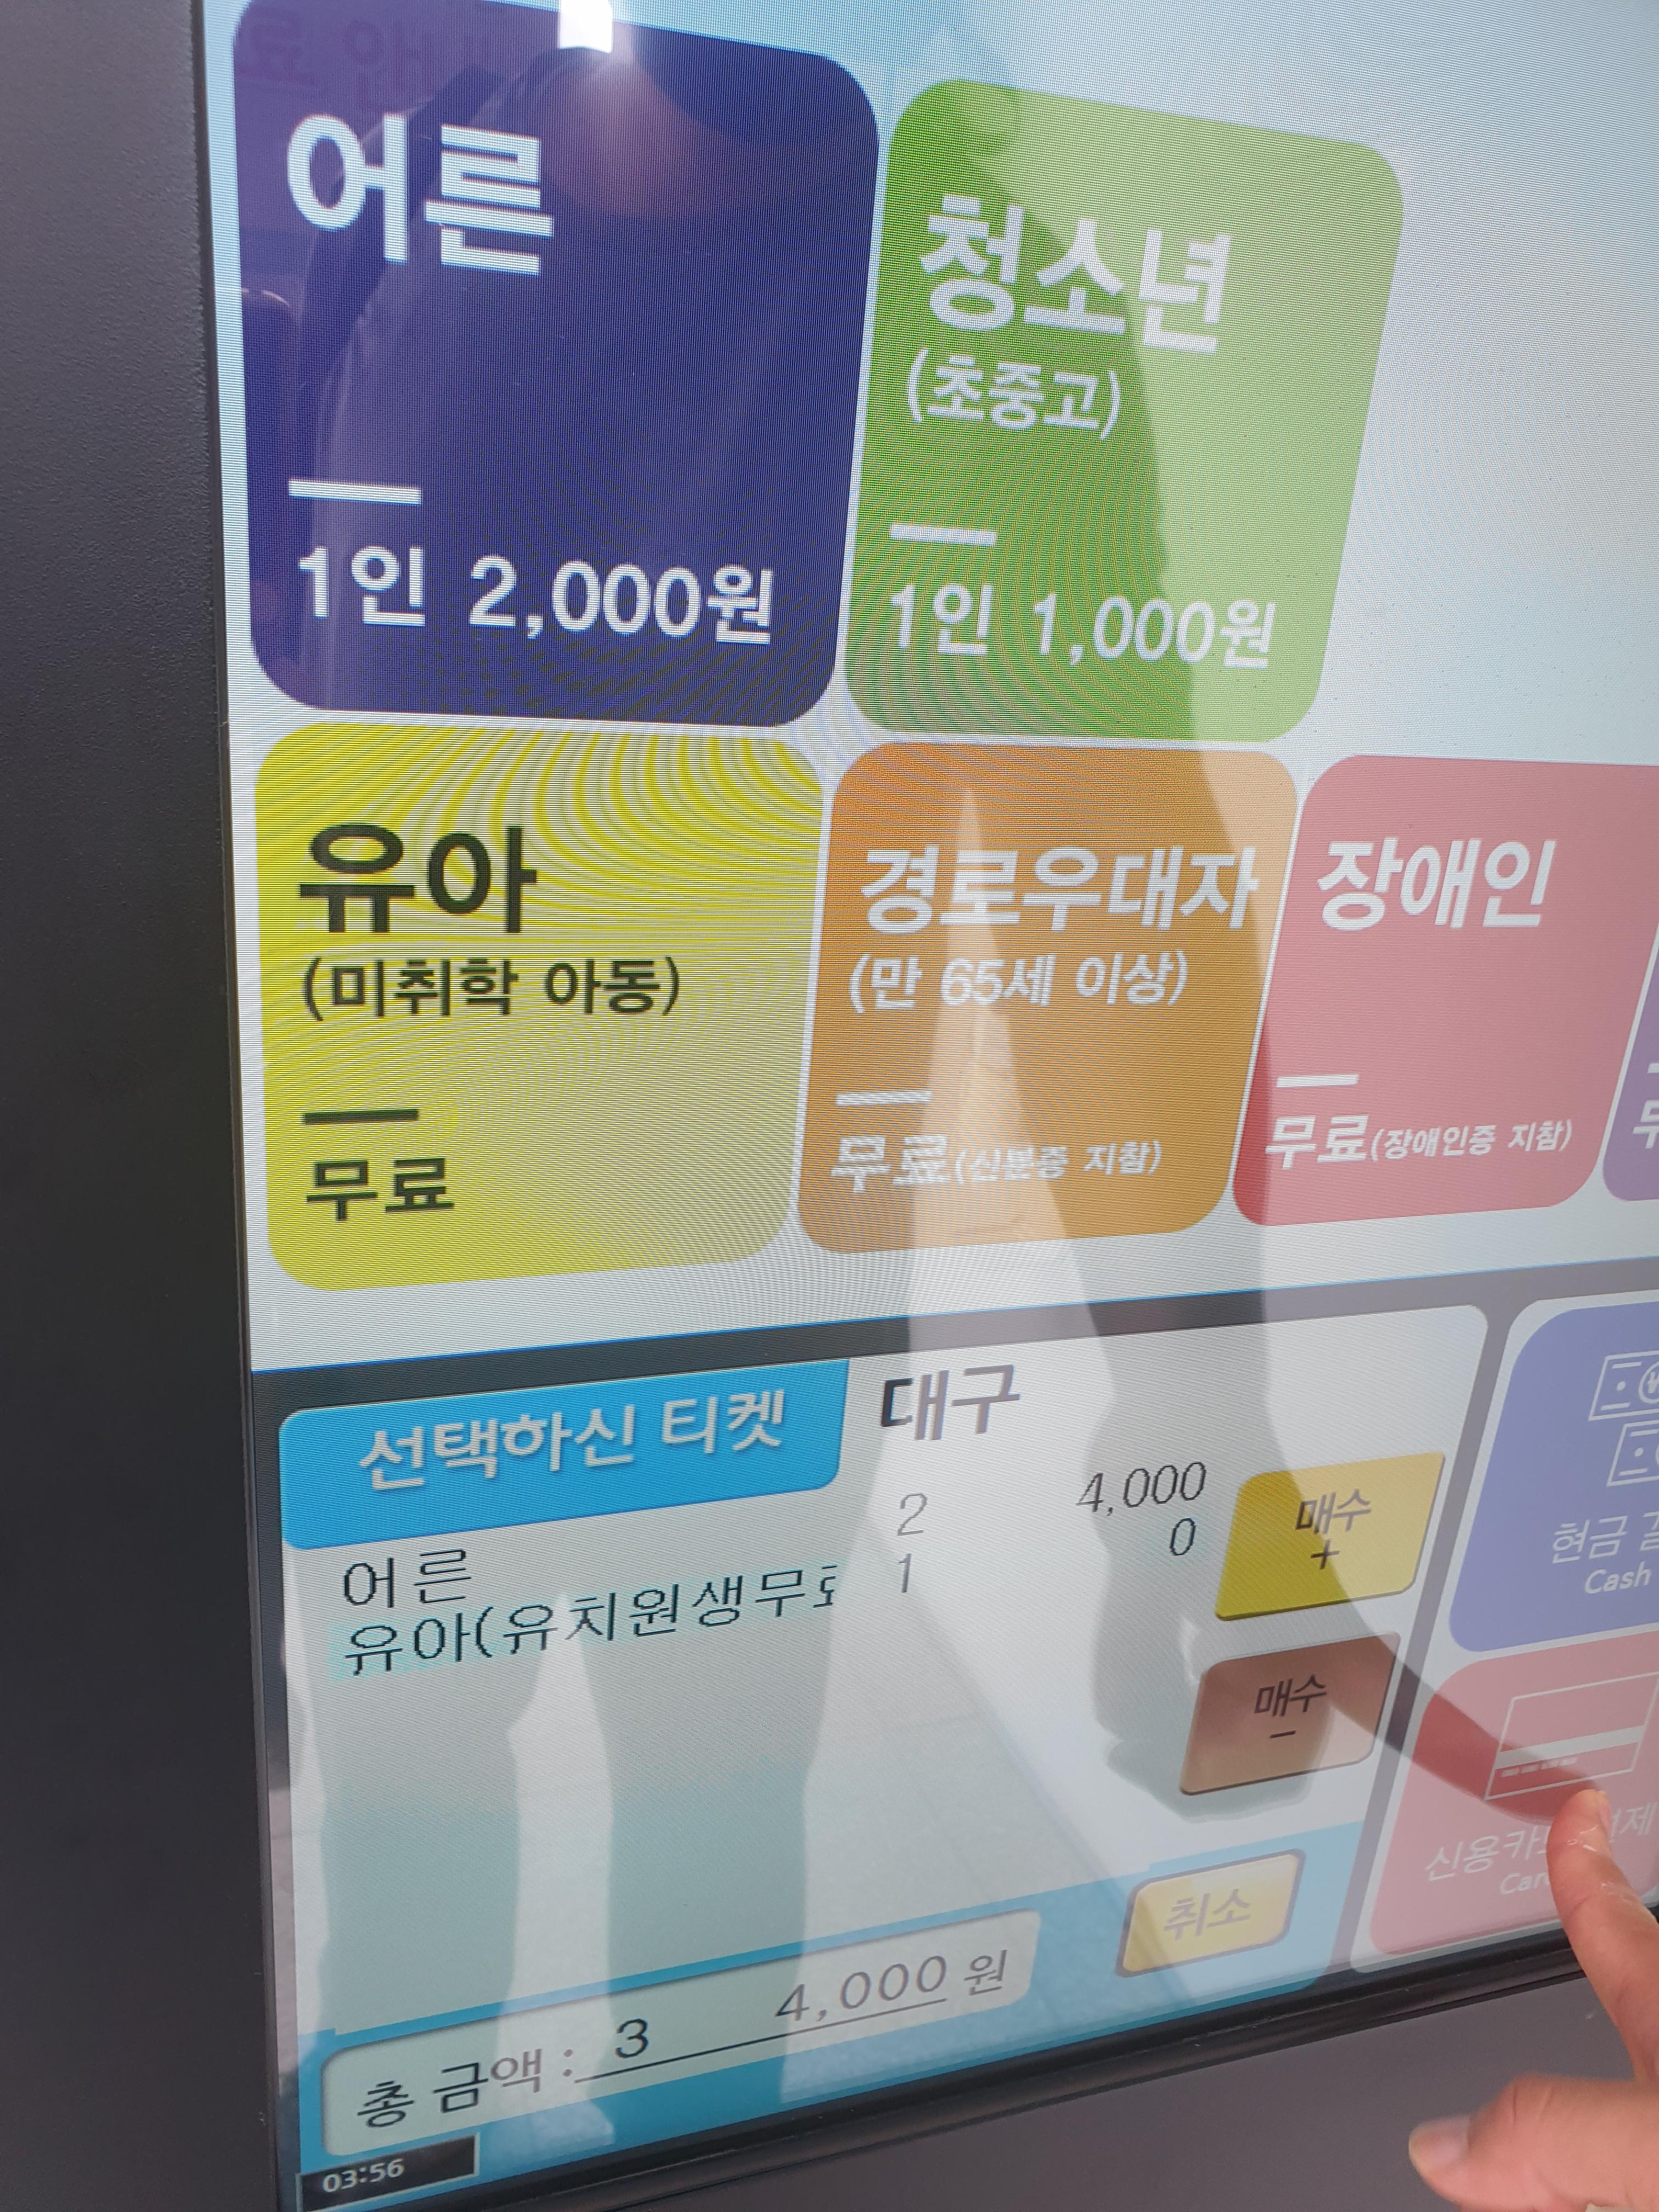 어른
1인 2,000원
청소년
(초중고)
1인 1,000원
유아
(미취학 아동)
무료
경로우대자
(만 65세 이상)
무료(신분증 지참)
장애인
무료(장애인증 지참)
선택하신 티켓
대구
어른 2 4,000
유아(유치원생무료 1 0
매수
+
매수
-
현금
Cash
신용카
총 금액 : 3 4,000 원
취소
03:56